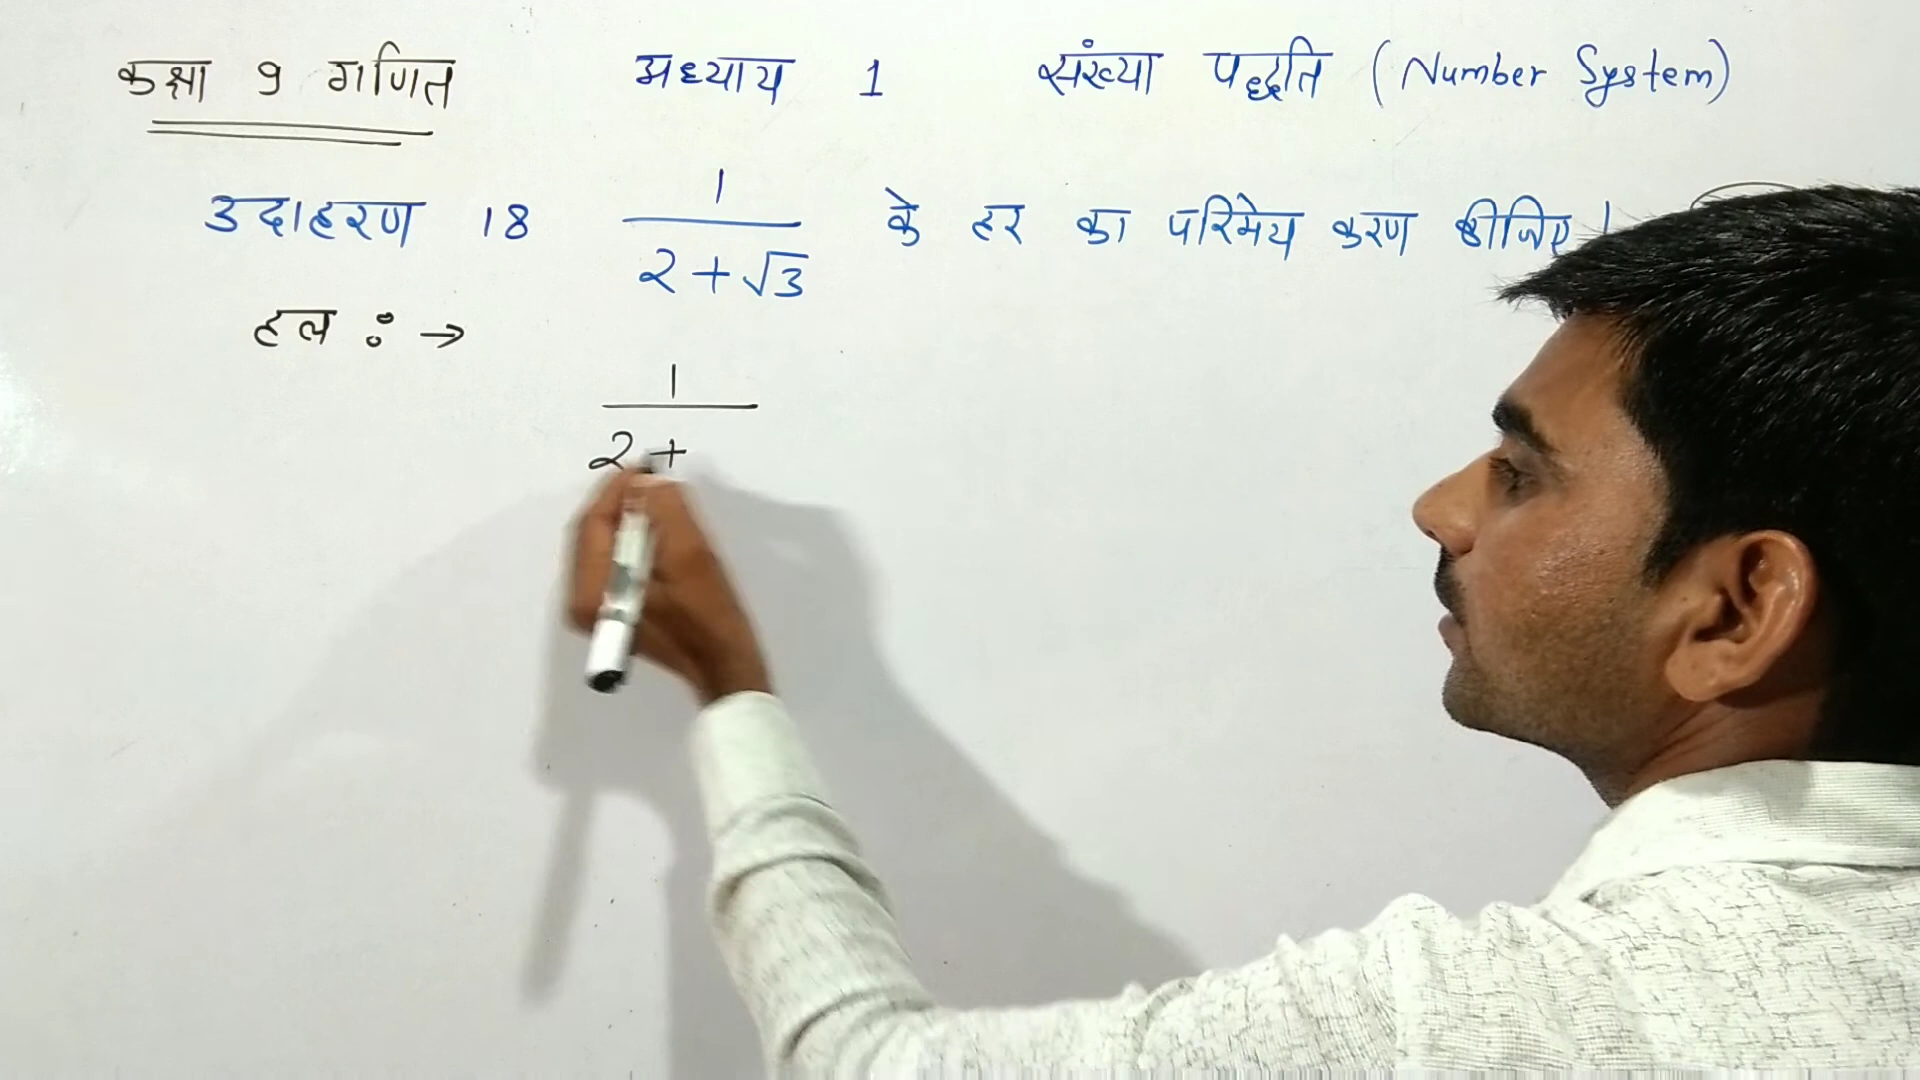 कक्षा 9 गणित अध्याय 1 संख्या पद्धति (Number System)
उदाहरण 18 1/(2+√3) के हर का परिमेय करण कीजिए।
हल :→
1
2 +